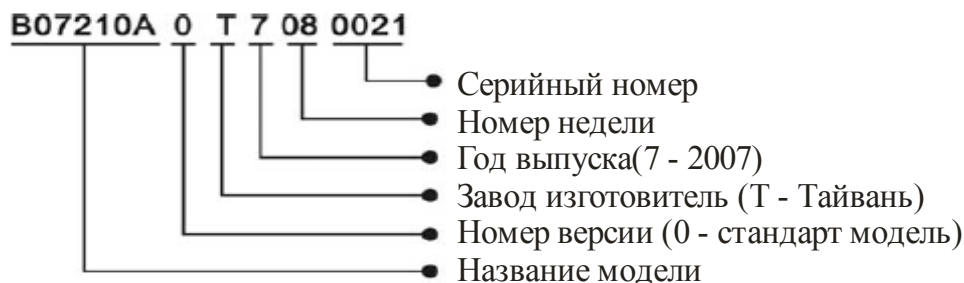 B07210A 0 T 7 08 0021
Серийный номер
Номер недели
Год выпуска(7 - 2007)
Завод изготовитель (Т - Тайвань)
Номер версии (0 - стандарт модель)
Название модели